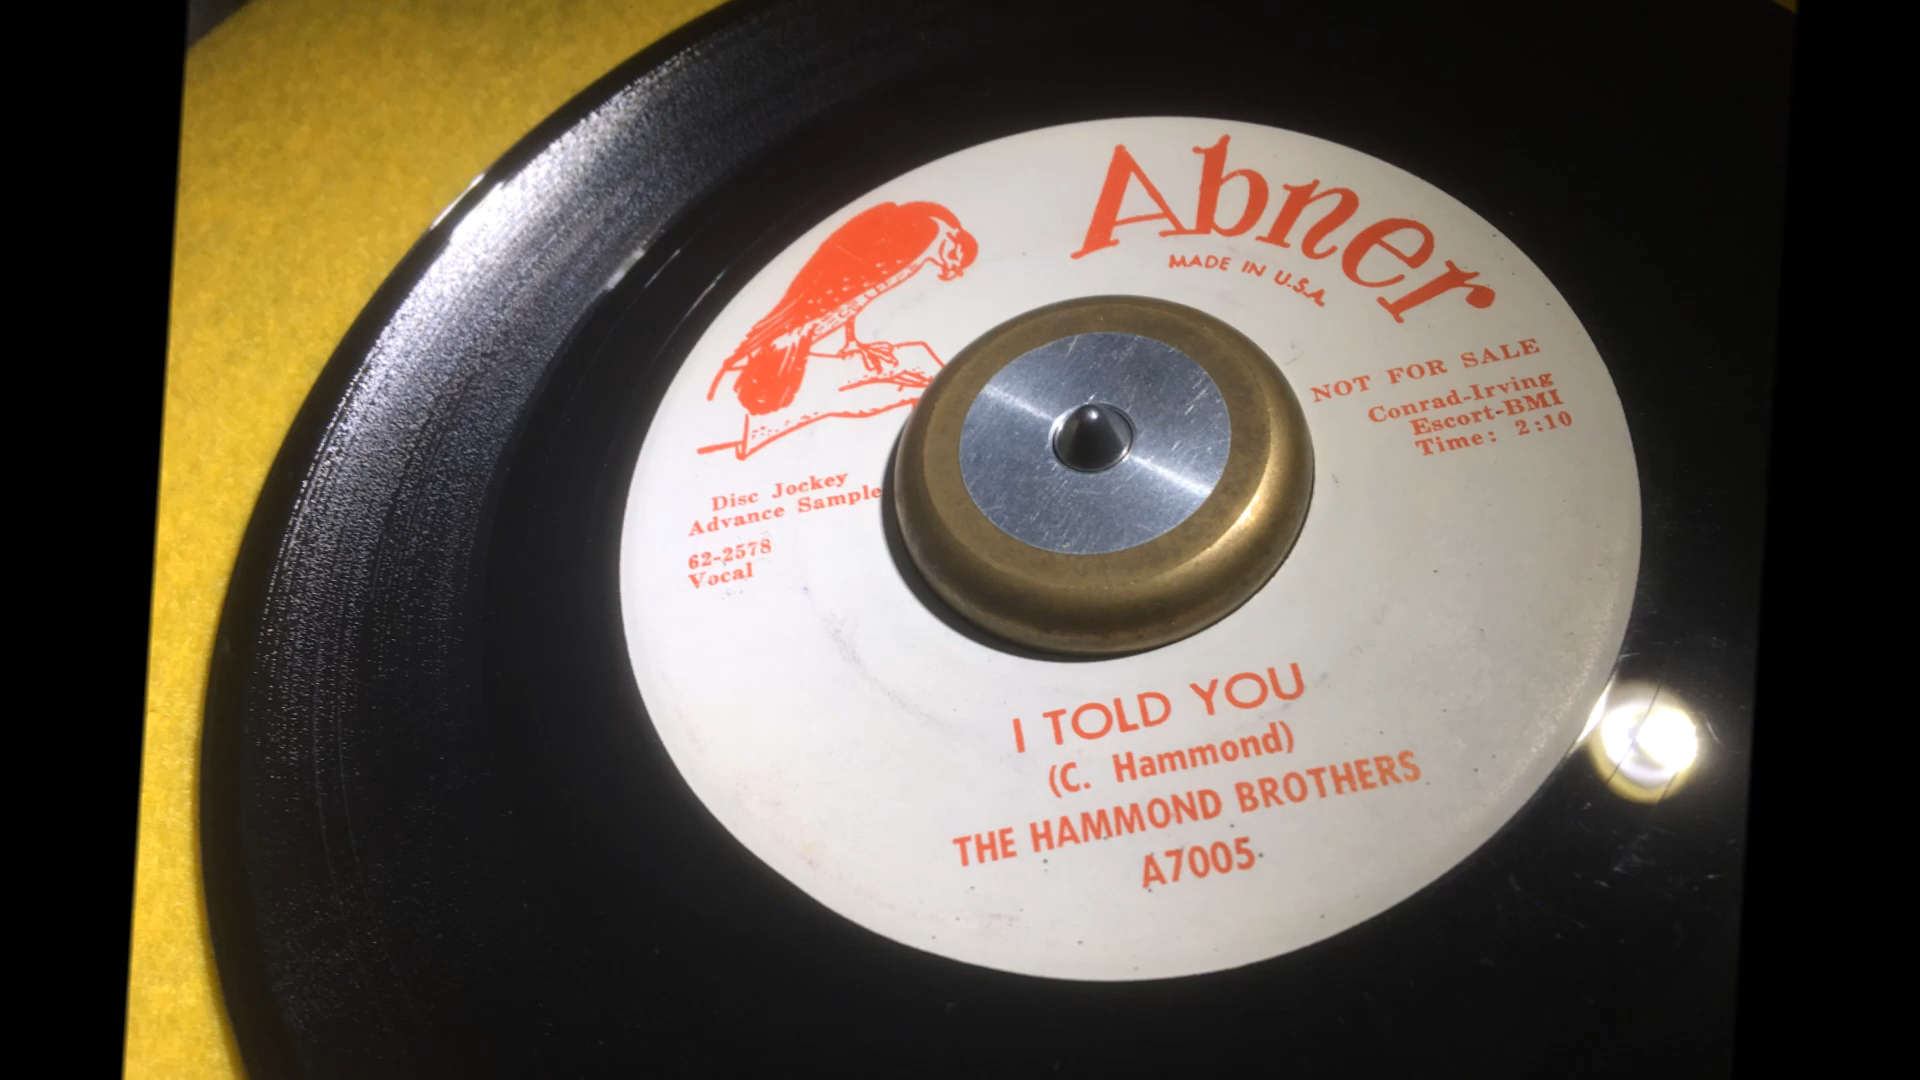 Abner
MADE IN U.S.A.
NOT FOR SALE
Conrad-Irving
Escort-BMI
Time: 2:10
Disc Jockey
Advance Sample
62-2578
Vocal
I TOLD YOU
(C. Hammond)
THE HAMMOND BROTHERS
A7005